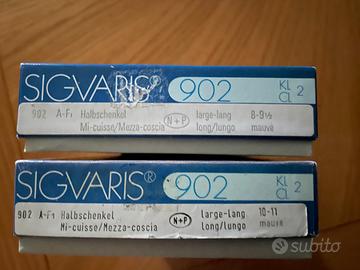 SIGVARIS 902 KL CL 2
902 A-F1 Halbschenkel N+P large-lang 8-9½
Mi-cuisse/Mezza-coscia long/lungo mauve
SIGVARIS® 902 KL CL 2
902 A-F1 Halbschenkel N+P large-Lang 10-11
Mi-cuisse/Mezza-coscia long/lungo mauve
subito